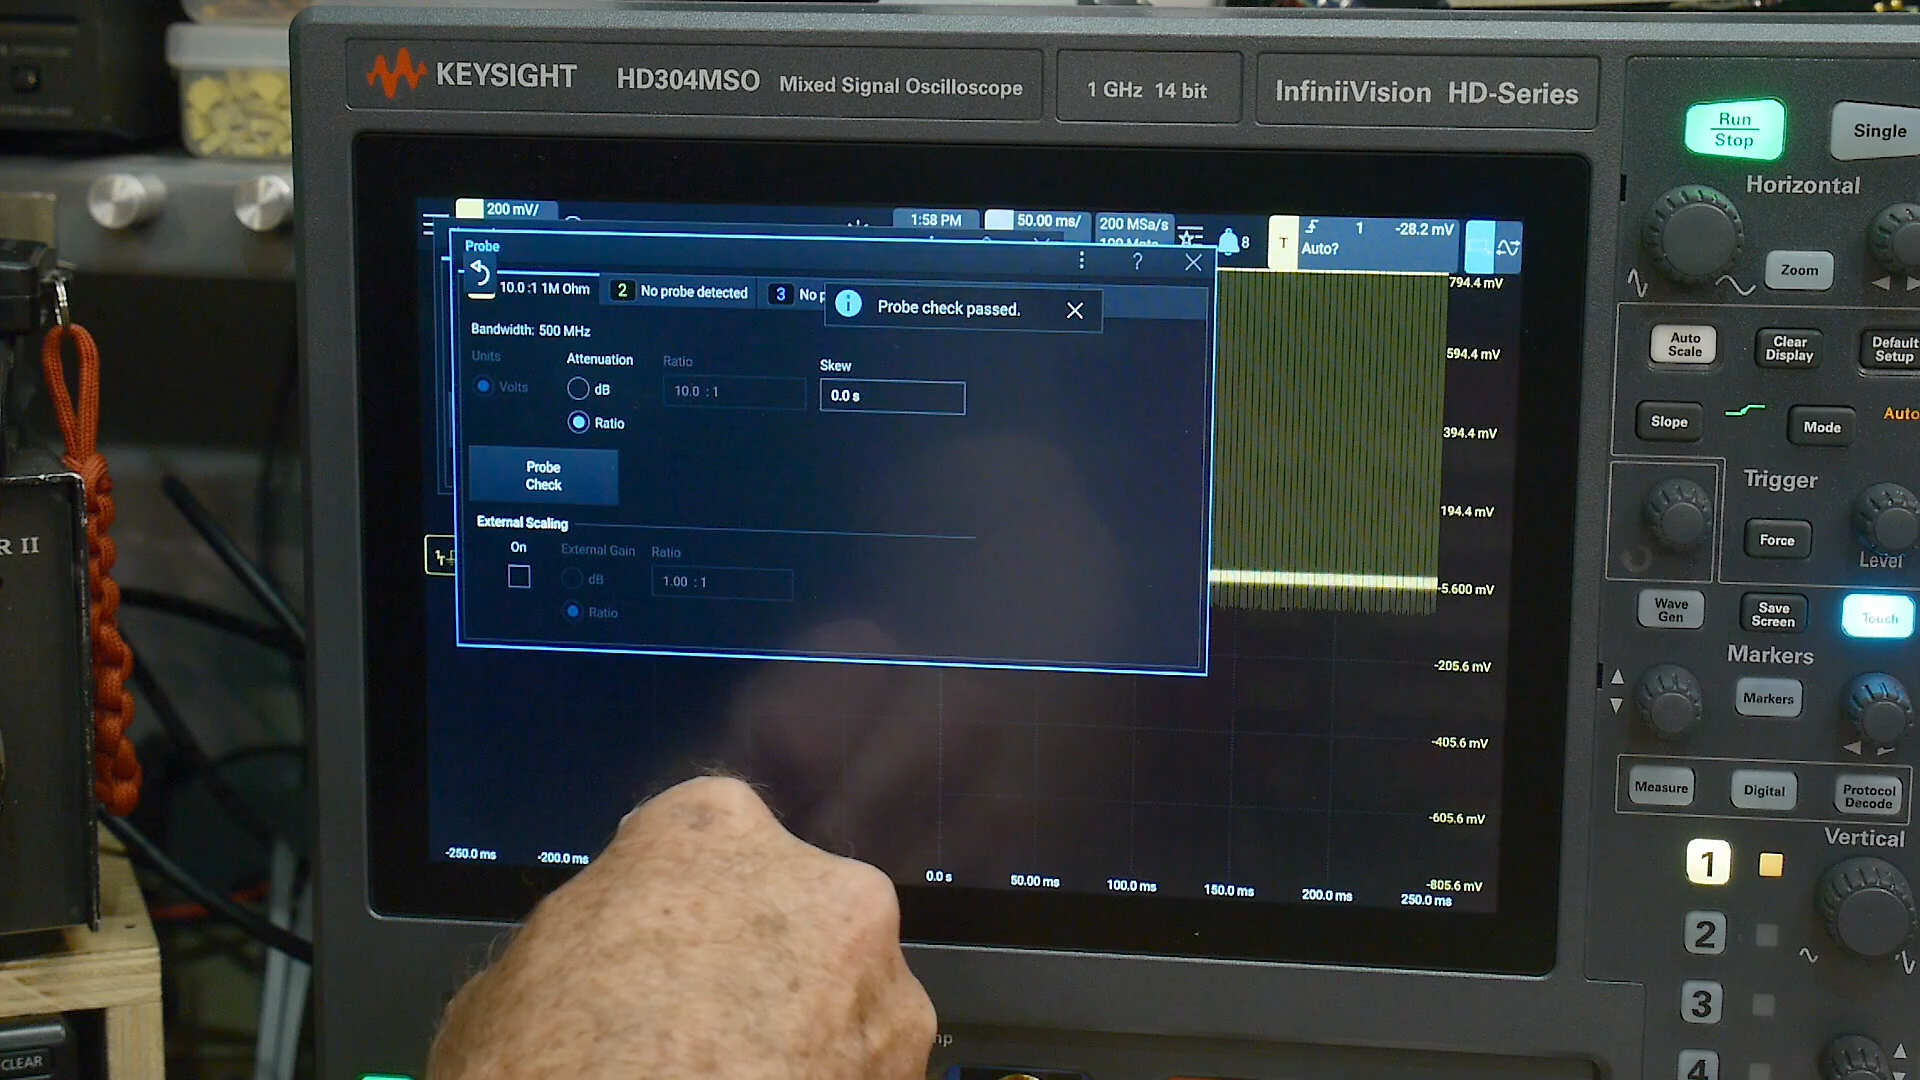 KEYSIGHT HD304MSO Mixed Signal Oscilloscope 1 GHz 14 bit InfiniiVision HD-Series
Run
Stop
Single
Horizontal
200 mV/ 1:58 PM 50.00 ms/ 200 MSa/s 8 T 1 -28.2 mV
Auto?
Zoom
Probe ?
10.0 :1 1M Ohm 2 No probe detected 3 No
Probe check passed.
Bandwidth: 500 MHz
Units Attenuation Ratio Skew
Volts dB 10.0 :1 0.0 s
Ratio
Probe
Check
External Scaling
On External Gain Ratio
dB 1.00 :1
Ratio
794.4 mV
594.4 mV
394.4 mV
194.4 mV
-5.600 mV
-205.6 mV
-405.6 mV
-605.6 mV
-805.6 mV
-250.0 ms -200.0 ms 0.0 s 50.00 ms 100.0 ms 150.0 ms 200.0 ms 250.0 ms
Auto
Scale
Clear
Display
Default
Setup
Slope
Mode
Auto
Trigger
Force
Level
Wave
Gen
Save
Screen
Touch
Markers
Markers
Measure
Digital
Protocol
Decode
Vertical
1
2
3
4
R II
CLEAR